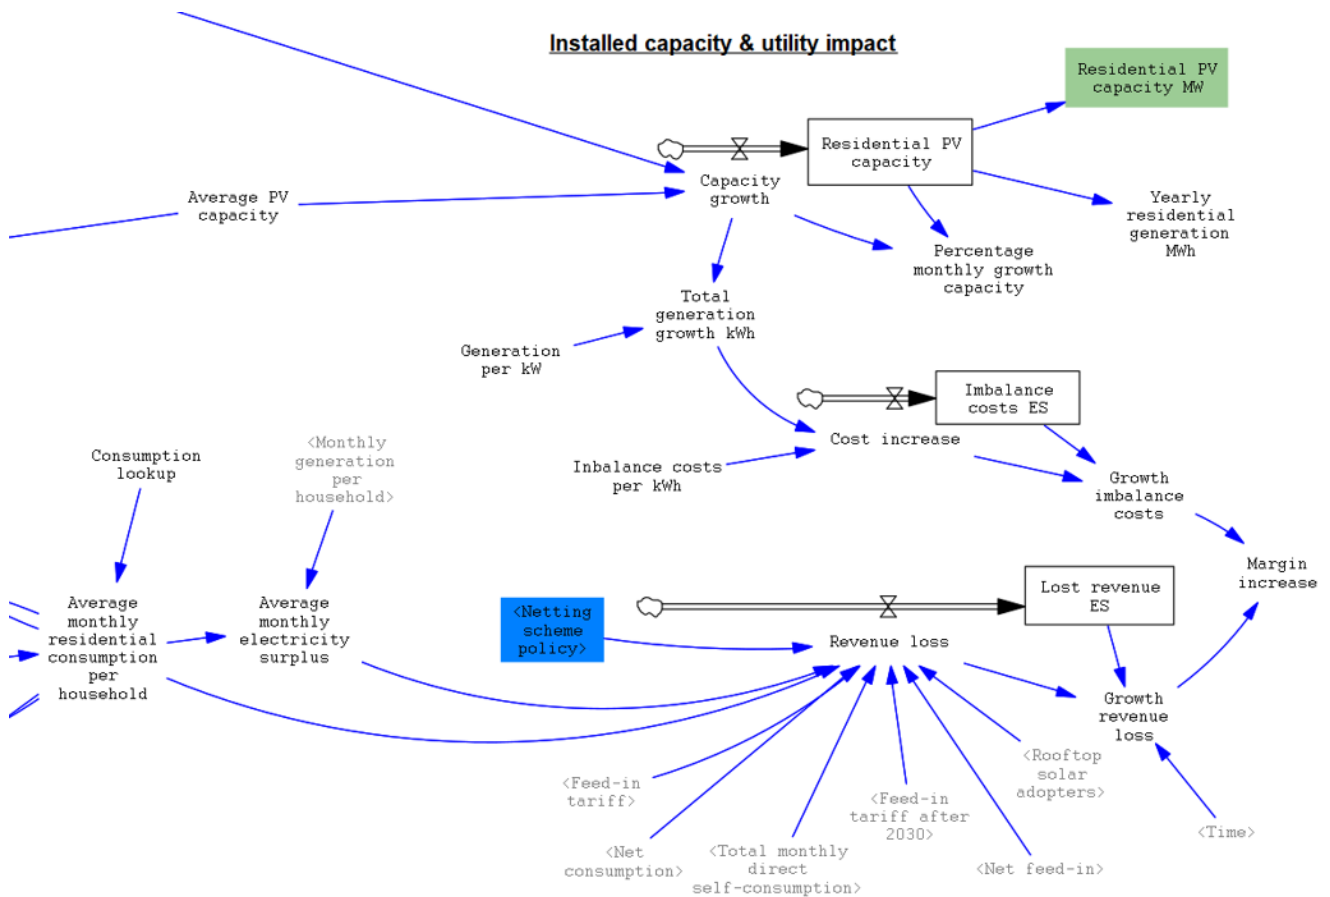 Installed capacity & utility impact
Residential PV
capacity MW
Residential PV
capacity
Capacity
growth
Average PV
capacity
Yearly
residential
generation
MWh
Percentage
monthly growth
capacity
Total
generation
growth kWh
Generation
per kW
Imbalance
costs ES
Cost increase
Inbalance costs
per kWh
Growth
imbalance
costs
Consumption
lookup
<Monthly
generation
per
household>
Margin
increase
Average
monthly
residential
consumption
per
household
Average
monthly
electricity
surplus
<Netting
scheme
policy>
Lost revenue
ES
Revenue loss
Growth
revenue
loss
<Feed-in
tariff>
<Net
consumption>
<Total monthly
direct
self-consumption>
<Feed-in
tariff after
2030>
<Net feed-in>
<Rooftop
solar
adopters>
<Time>